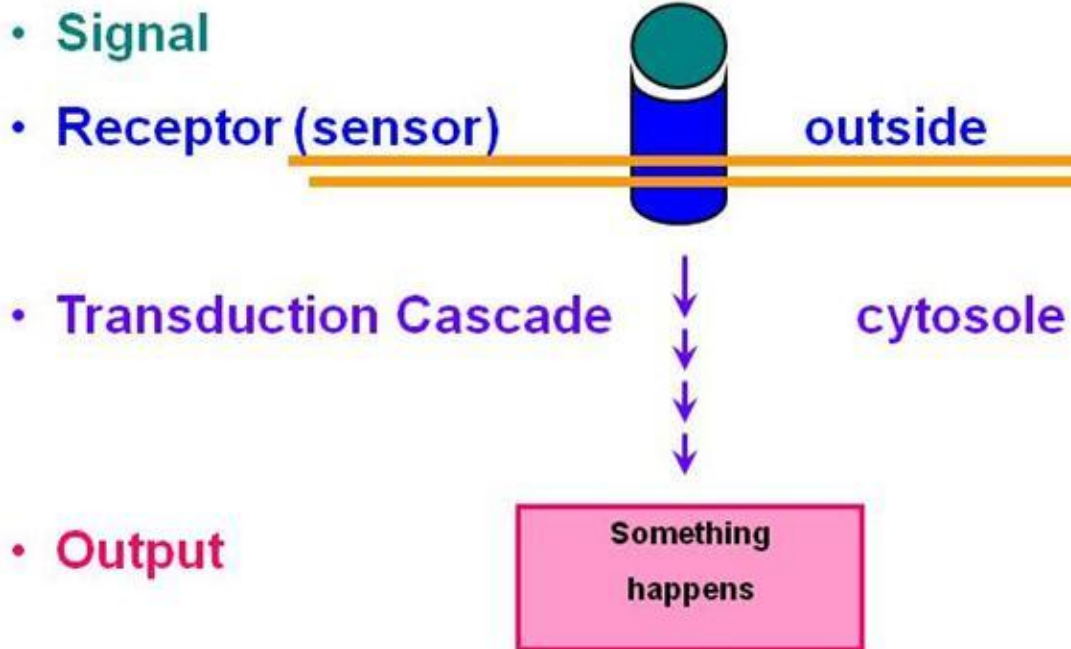 • Signal
• Receptor (sensor)
outside
• Transduction Cascade
cytosole
• Output
Something
happens